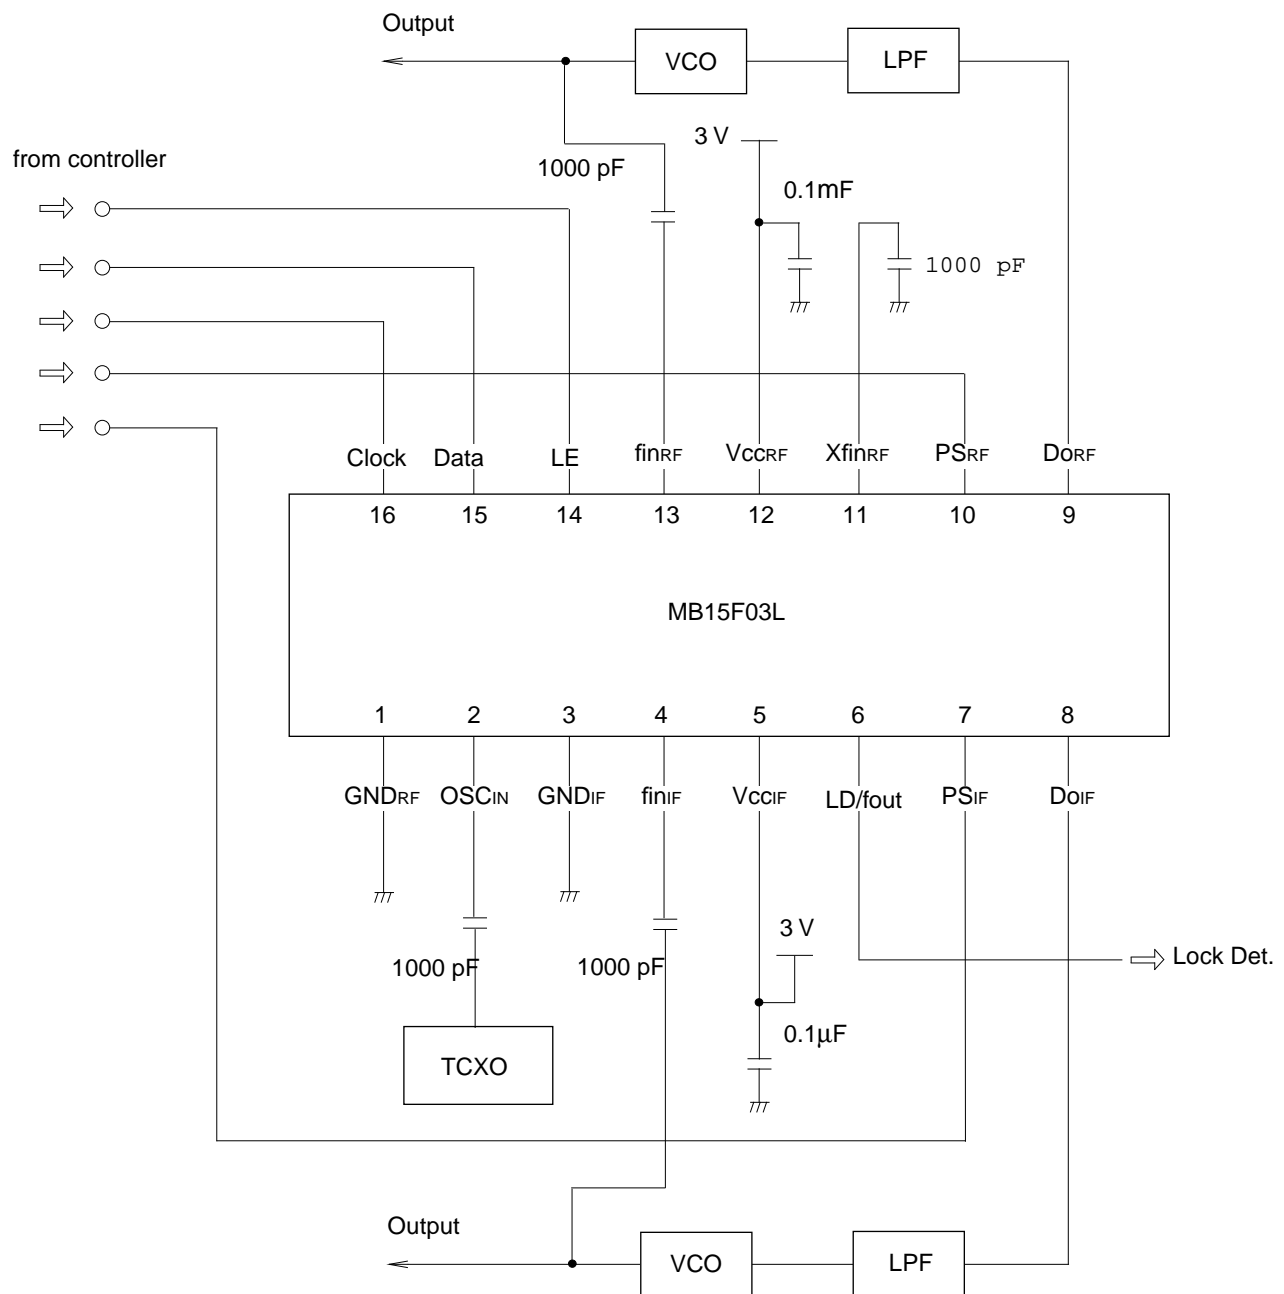 Output
VCO
LPF
3 V
from controller
1000 pF
0.1mF
1000 pF
Clock
Data
LE
finRF
VccRF
XfinRF
PSRF
DoRF
16
15
14
13
12
11
10
9
MB15F03L
1
2
3
4
5
6
7
8
GNDRF
OSCIN
GNDIF
finIF
VccIF
LD/fout
PSIF
DoIF
3 V
Lock Det.
1000 pF
1000 pF
0.1µF
TCXO
Output
VCO
LPF